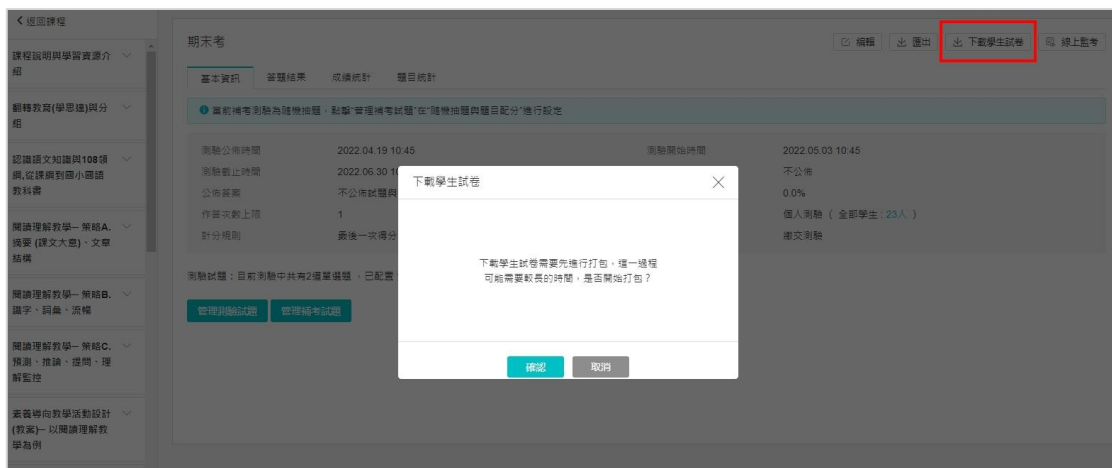 返回課程
課程說明與學習資源介
紹
翻轉教育(學思達)與分
組
認識語文知識與108課
綱,從課綱到國小國語
教科書
閱讀理解教學─ 策略A.
摘要 (課文大意)、文章
結構
閱讀理解教學─ 策略B.
識字、詞彙、流暢
閱讀理解教學─ 策略C.
預測、推論、提問、理
解監控
素養導向教學活動設計
(教案)─ 以閱讀理解教
學為例
期末考
編輯
匯出
下載學生試卷
線上監考
基本資訊 答題結果 成績統計 題目統計
當前補考測驗為隨機抽題，點擊"管理補考試題"在"隨機抽題與題目配分"進行設定
測驗公佈時間 2022.04.19 10:45 測驗開始時間 2022.05.03 10:45
測驗截止時間 2022.06.30 1 不公佈
公佈答案 不公佈試題與 0.0%
作答次數上限 1 個人測驗 ( 全部學生 : 23人 )
計分規則 最後一次得分 繳交測驗
測驗試題：目前測驗中共有2道單選題 ，已配置
管理測驗試題 管理補考試題
下載學生試卷
下載學生試卷需要先進行打包，這一過程
可能需要較長的時間，是否開始打包？
確認 取消